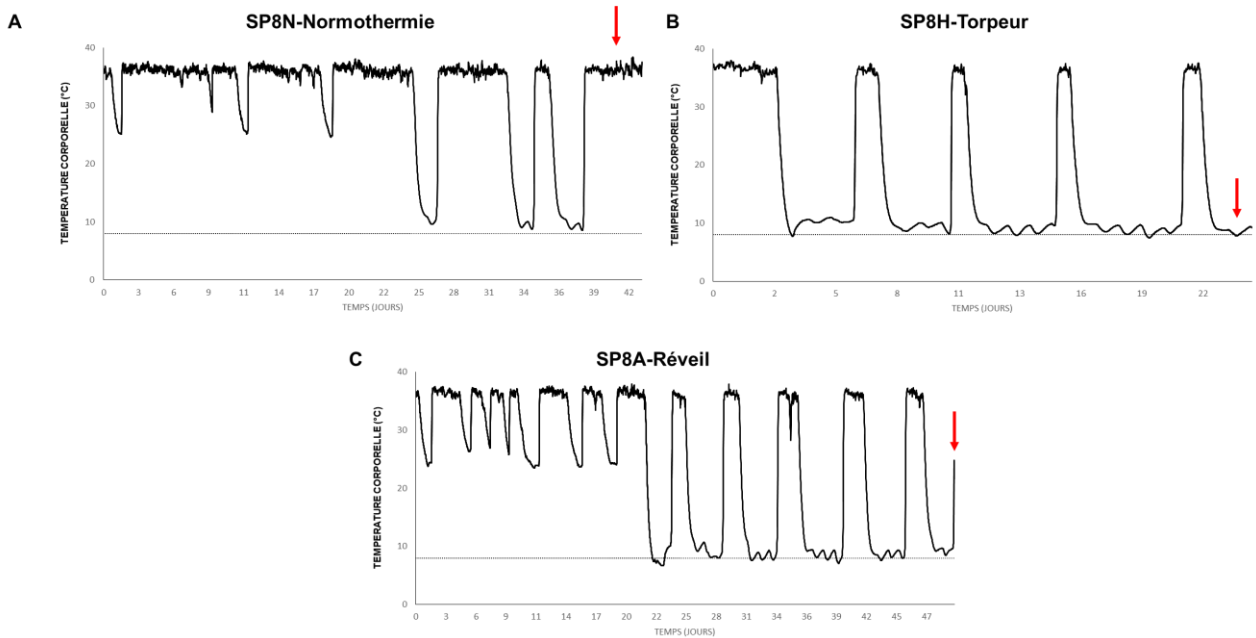 A
SP8N-Normothermie
TEMPERATURE CORPORELLE (°C)
40
30
20
10
0
0 3 6 9 11 14 17 20 25 28 31 34 36 39 42
TEMPS (JOURS)
B
SP8H-Torpeur
TEMPERATURE CORPORELLE (°C)
40
30
20
10
0
0 2 5 8 11 13 16 19 22
TEMPS (JOURS)
C
SP8A-Réveil
TEMPERATURE CORPORELLE (°C)
40
30
20
10
0
0 3 6 9 11 14 17 20 22 25 28 31 34 36 39 42 45 47
TEMPS (JOURS)